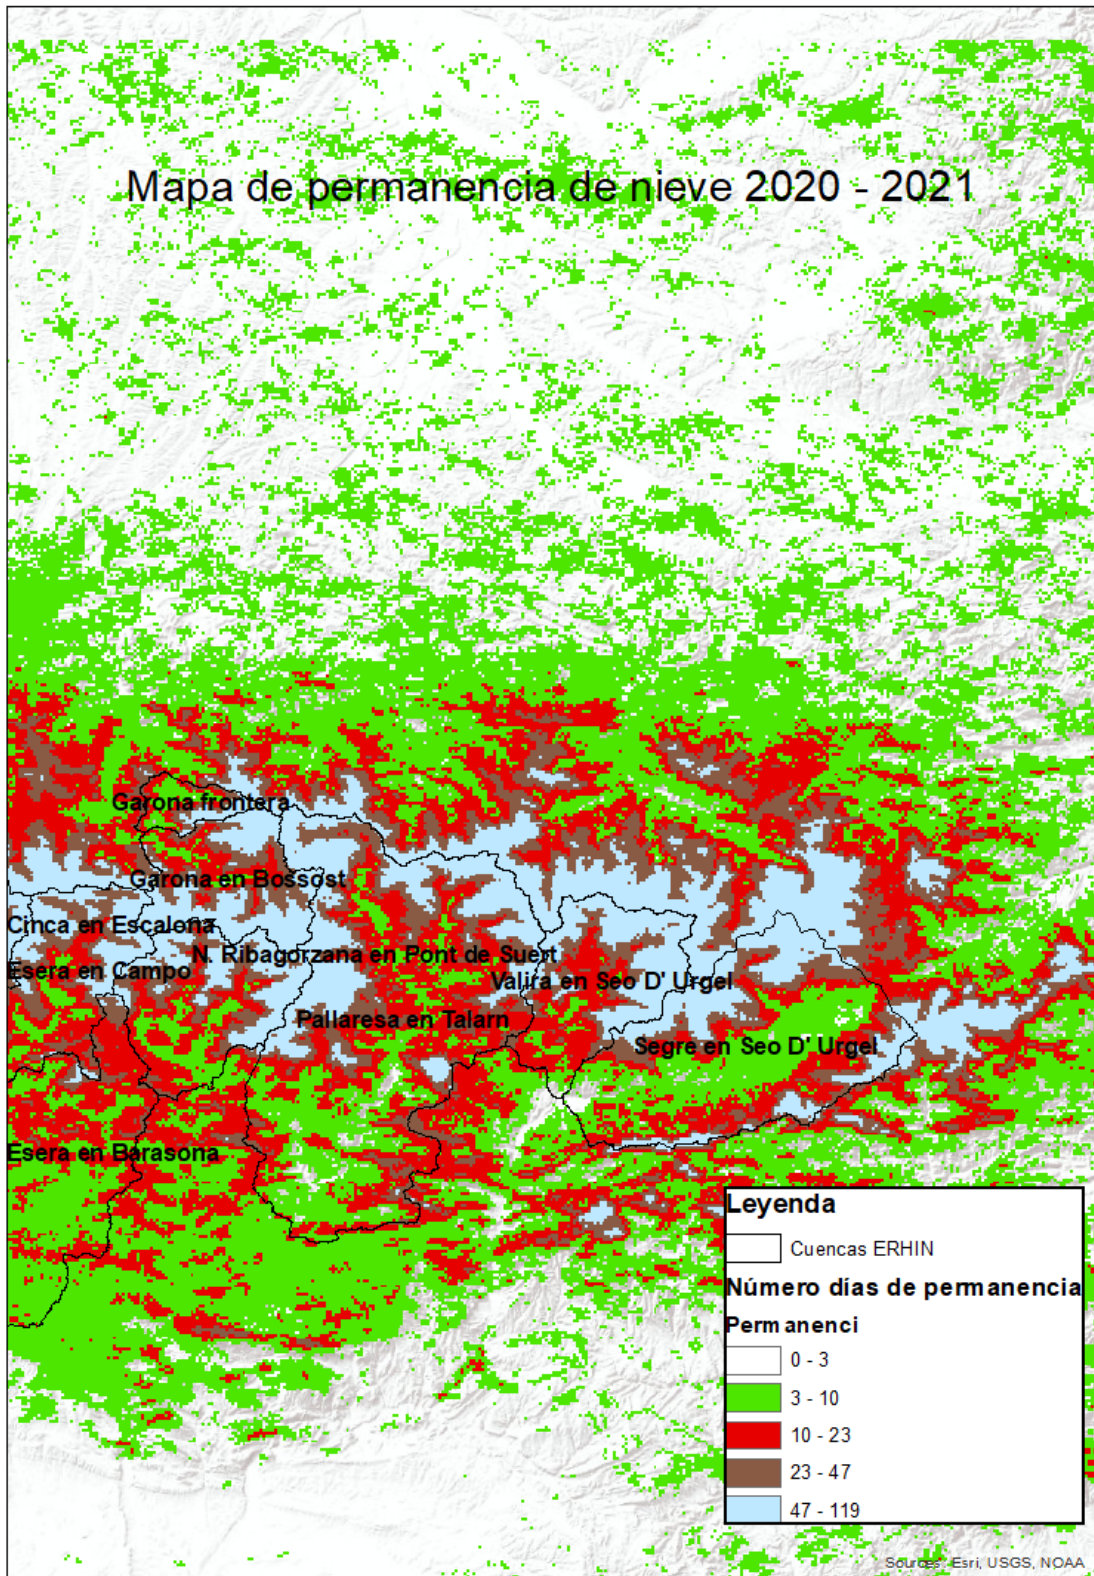 Mapa de permanencia de nieve 2020 - 2021
Garona frontera
Garona en Bossost
Cinca en Escalona
N. Ribagorzana en Pont de Suert
Esera en Campo
Valira en Seo D' Urgel
Pallaresa en Talarn
Segre en Seo D' Urgel
Esera en Barasona
Leyenda
Cuencas ERHIN
Número días de permanencia
Permanenci
0 - 3
3 - 10
10 - 23
23 - 47
47 - 119
Sources: Esri, USGS, NOAA